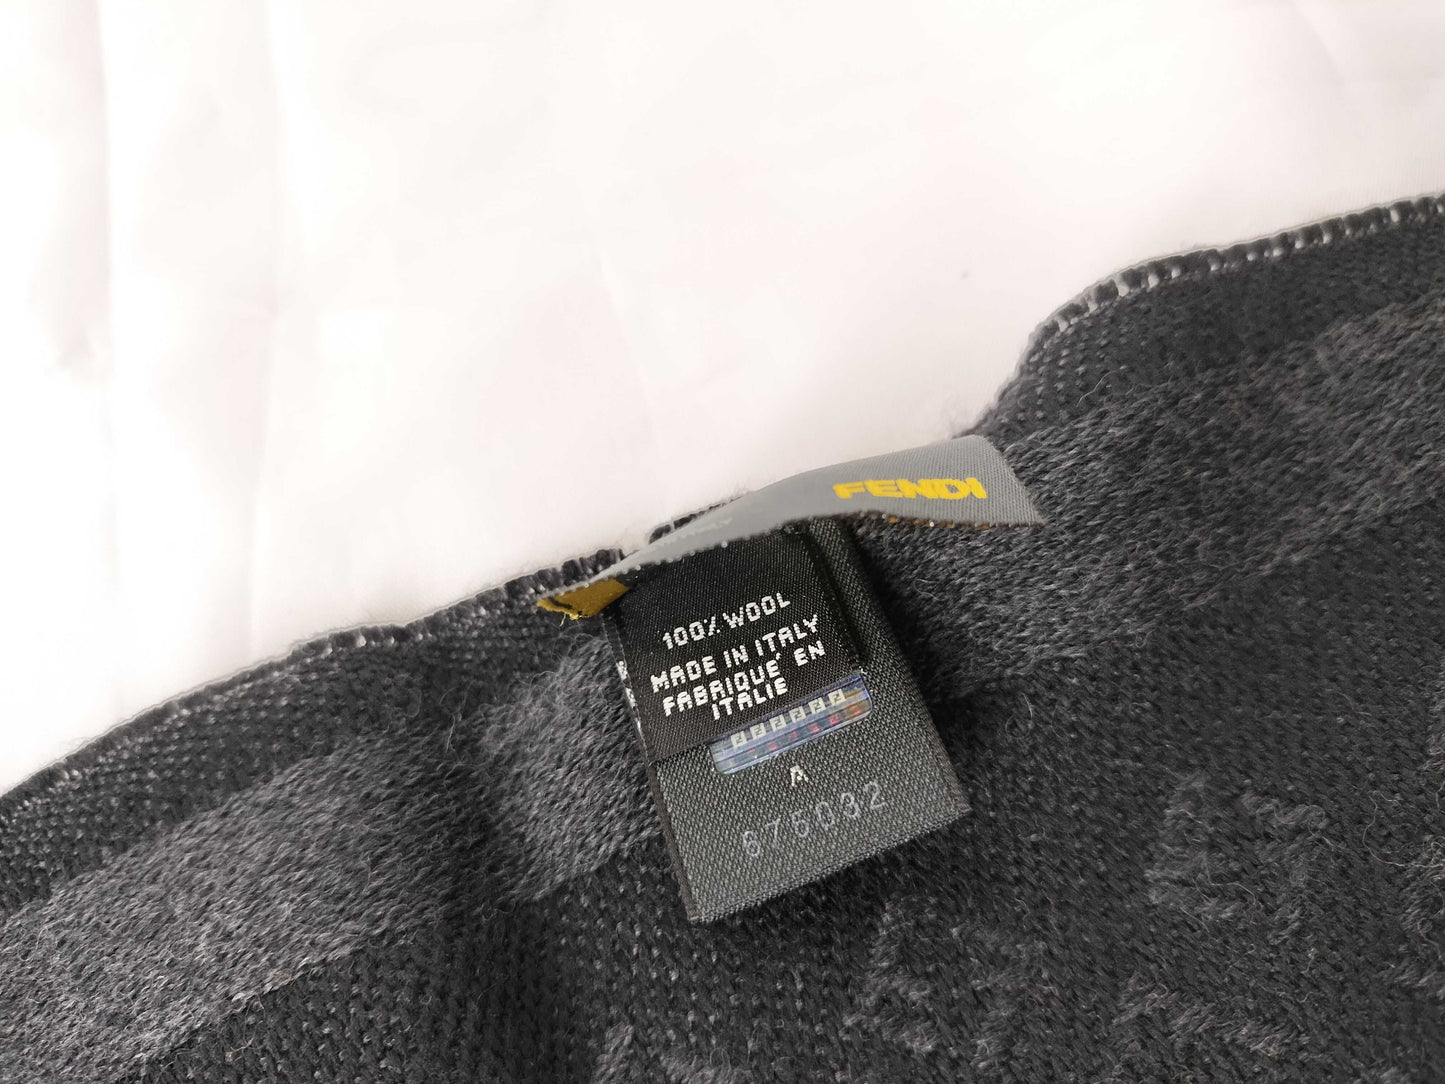 FENDI
100% WOOL
MADE IN ITALY
FABRIQUE' EN
ITALIE
A
675032